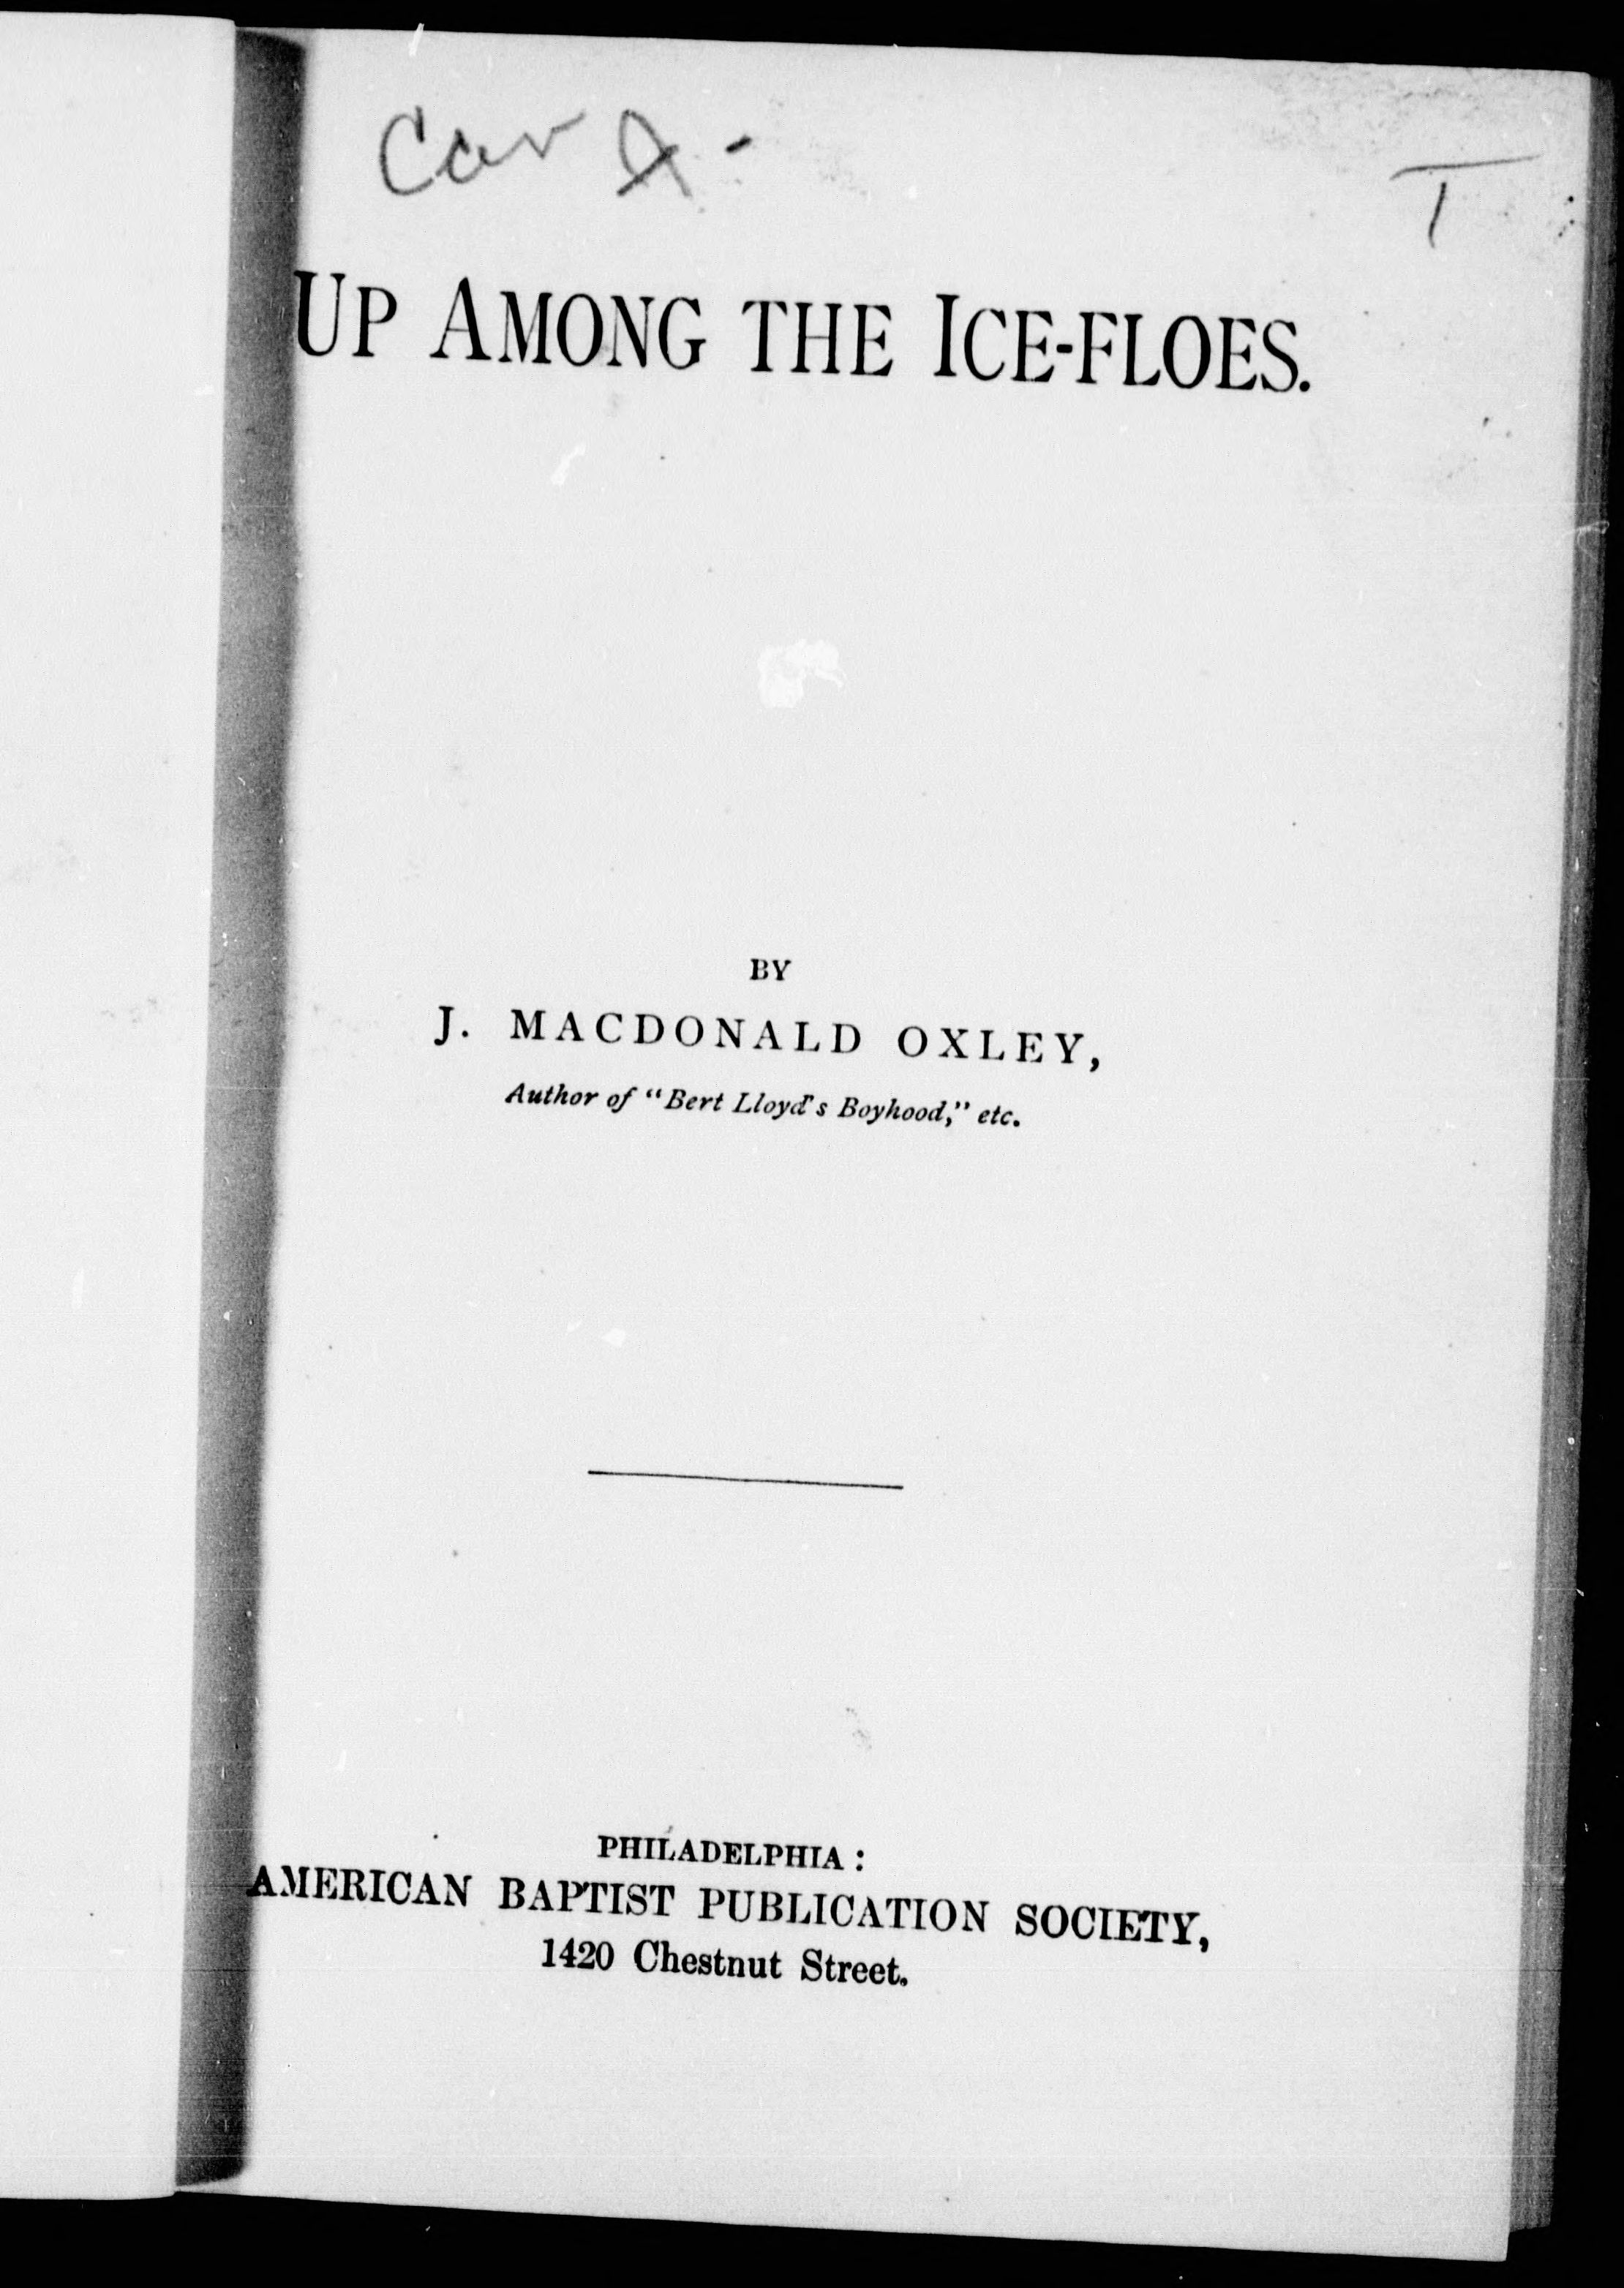 T
UP AMONG THE ICE-FLOES.
BY
J. MACDONALD OXLEY,
Author of "Bert Lloyd's Boyhood," etc.
PHILADELPHIA:
AMERICAN BAPTIST PUBLICATION SOCIETY,
1420 Chestnut Street.